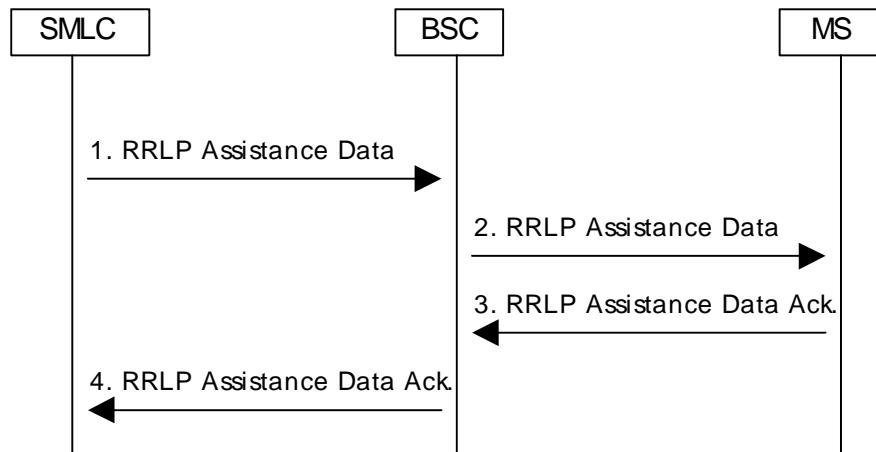 SMLC
BSC
MS
1. RRLP Assistance Data
2. RRLP Assistance Data
3. RRLP Assistance Data Ack.
4. RRLP Assistance Data Ack.